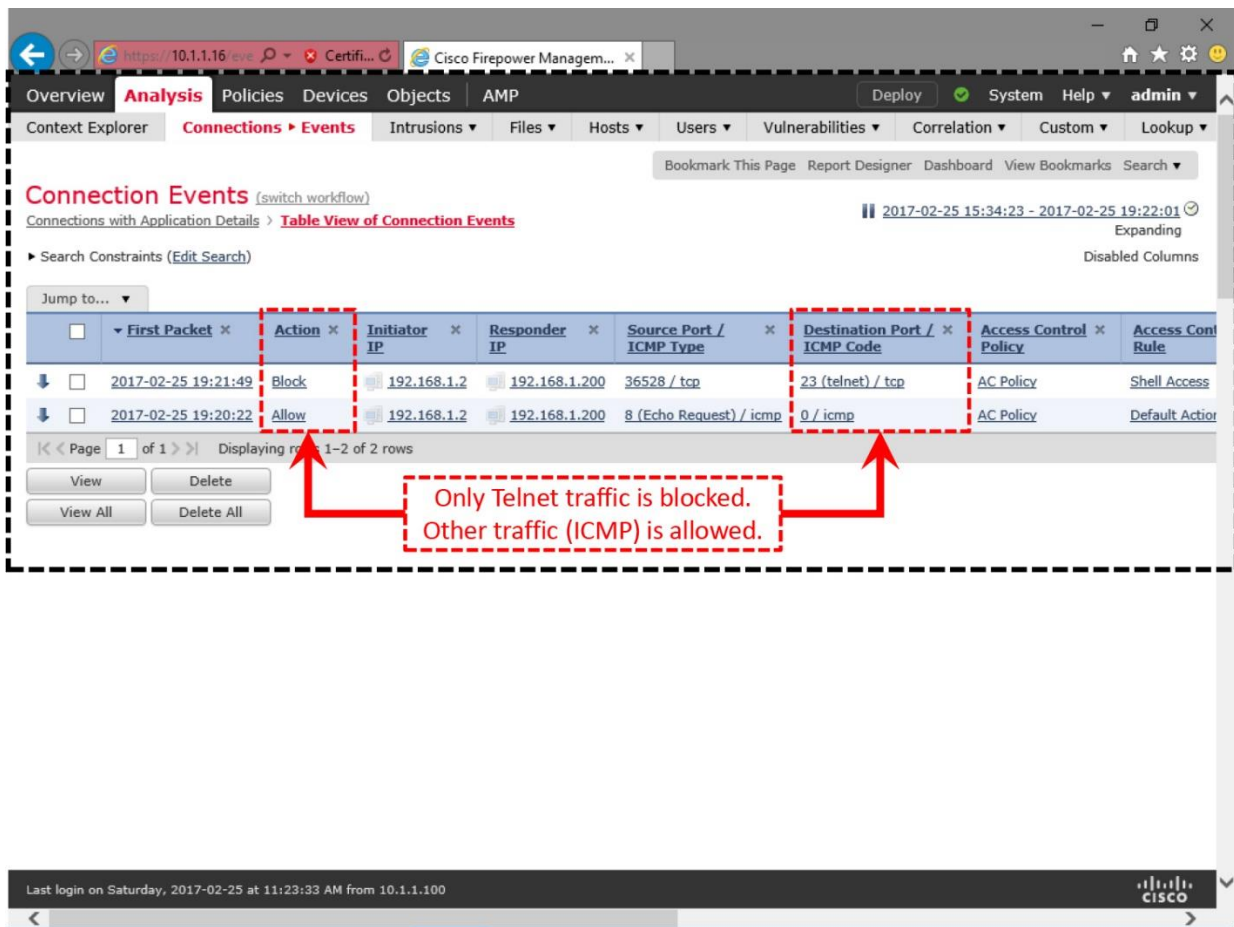 https://10.1.1.16/eve Certifi... Cisco Firepower Managem...
Overview Analysis Policies Devices Objects AMP Deploy System Help admin
Context Explorer Connections Events Intrusions Files Hosts Users Vulnerabilities Correlation Custom Lookup
Bookmark This Page Report Designer Dashboard View Bookmarks Search
Connection Events (switch workflow)
Connections with Application Details > Table View of Connection Events
2017-02-25 15:34:23 - 2017-02-25 19:22:01
Expanding
Search Constraints (Edit Search)
Disabled Columns
Jump to...
First Packet Action Initiator IP Responder IP Source Port / ICMP Type Destination Port / ICMP Code Access Control Policy Access Cont Rule
2017-02-25 19:21:49 Block 192.168.1.2 192.168.1.200 36528 / tcp 23 (telnet) / tcp AC Policy Shell Access
2017-02-25 19:20:22 Allow 192.168.1.2 192.168.1.200 8 (Echo Request) / icmp 0 / icmp AC Policy Default Action
Page 1 of 1 Displaying rows 1–2 of 2 rows
View Delete
View All Delete All
Only Telnet traffic is blocked.
Other traffic (ICMP) is allowed.
Last login on Saturday, 2017-02-25 at 11:23:33 AM from 10.1.1.100
CISCO